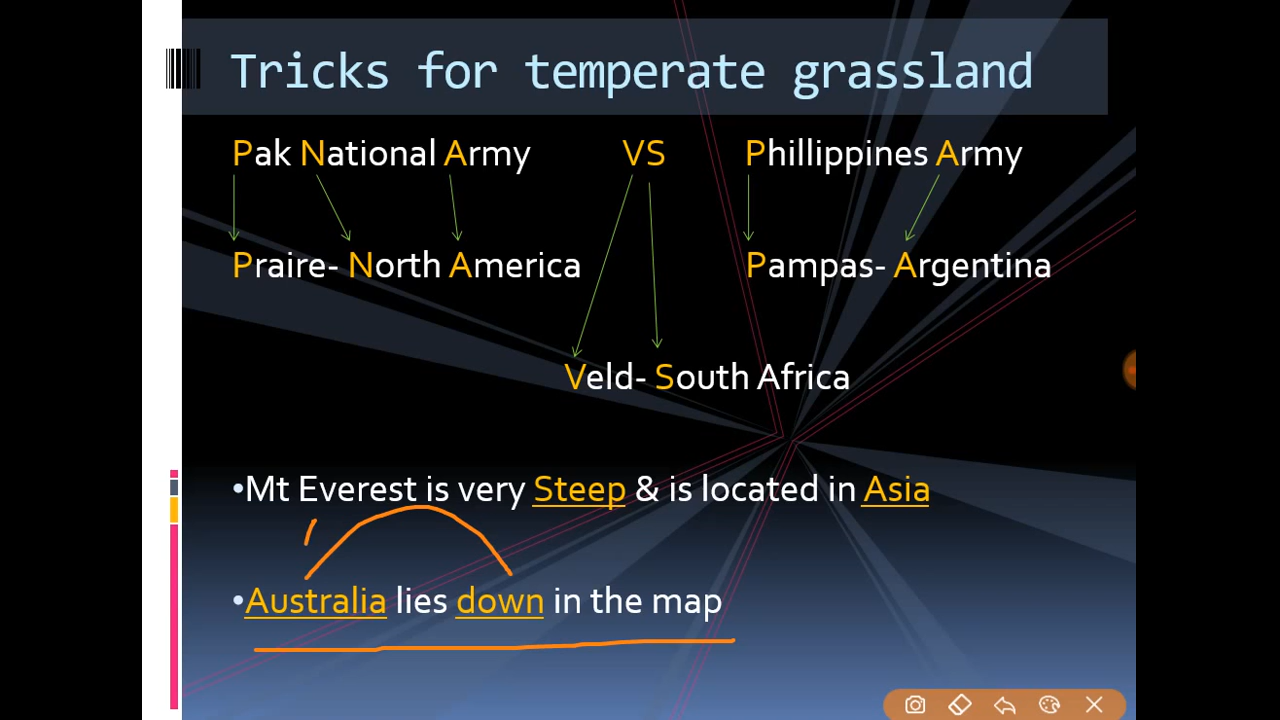 Tricks for temperate grassland
Pak National Army VS Phillippines Army
Praire- North America Pampas- Argentina
Veld- South Africa
•Mt Everest is very Steep & is located in Asia
•Australia lies down in the map